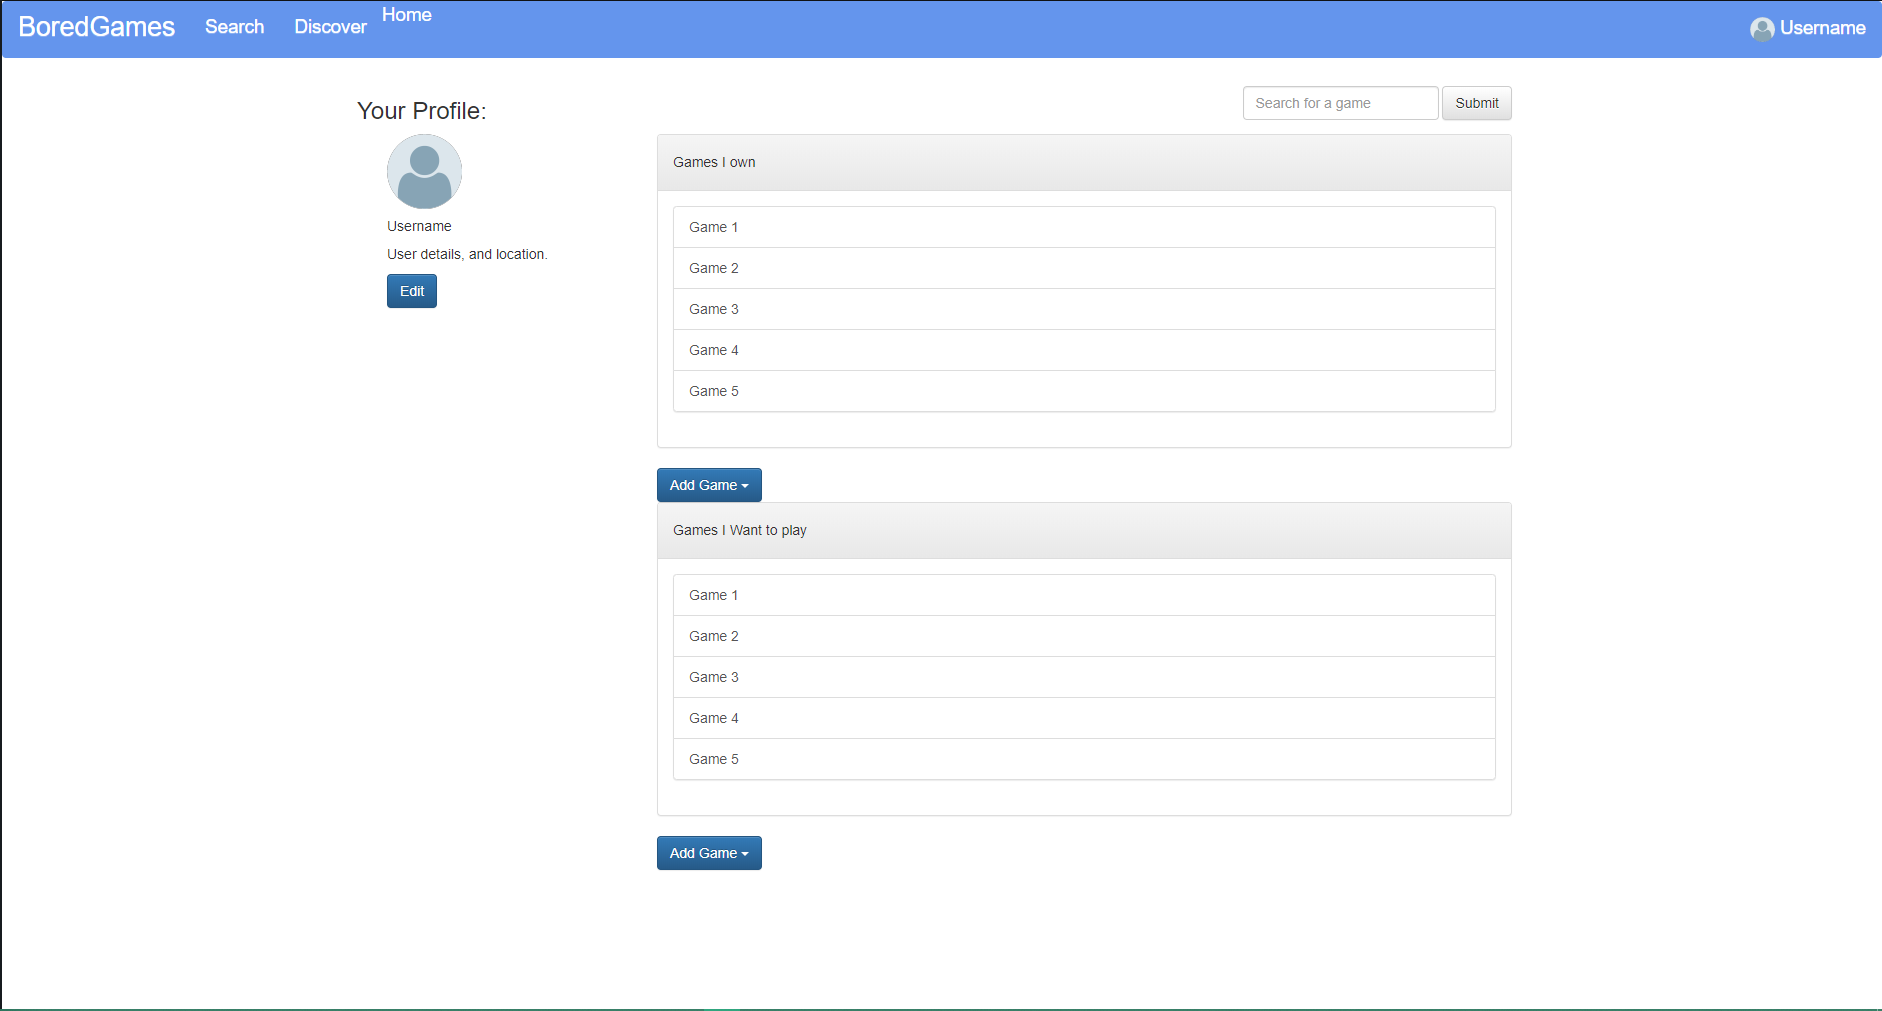 BoredGames Search Discover Home Username
Your Profile:
Username
User details, and location.
Edit
Search for a game Submit
Games I own
Game 1
Game 2
Game 3
Game 4
Game 5
Add Game
Games I Want to play
Game 1
Game 2
Game 3
Game 4
Game 5
Add Game